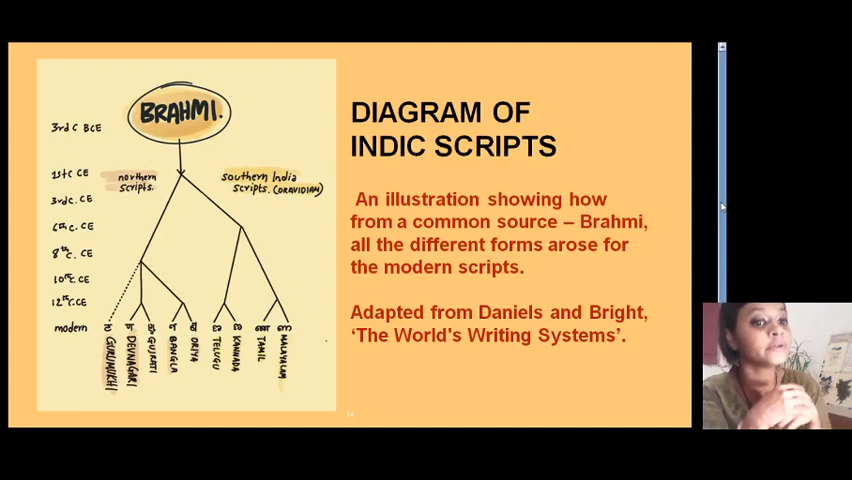 BRAHMI.
3rd C BCE
1st C CE
northern scripts.
southern India scripts. (DRAVIDIAN)
3rd C. CE
6th C. CE
8th C. CE
10th C. CE
12th C. CE
modern
GURUMUKHI
DEVNAGARI
GUJRATI
BANGLA
ORIYA
TELUGU
KANNADA
TAMIL
MALAYALAM
DIAGRAM OF
INDIC SCRIPTS
An illustration showing how
from a common source – Brahmi,
all the different forms arose for
the modern scripts.
Adapted from Daniels and Bright,
‘The World's Writing Systems’.